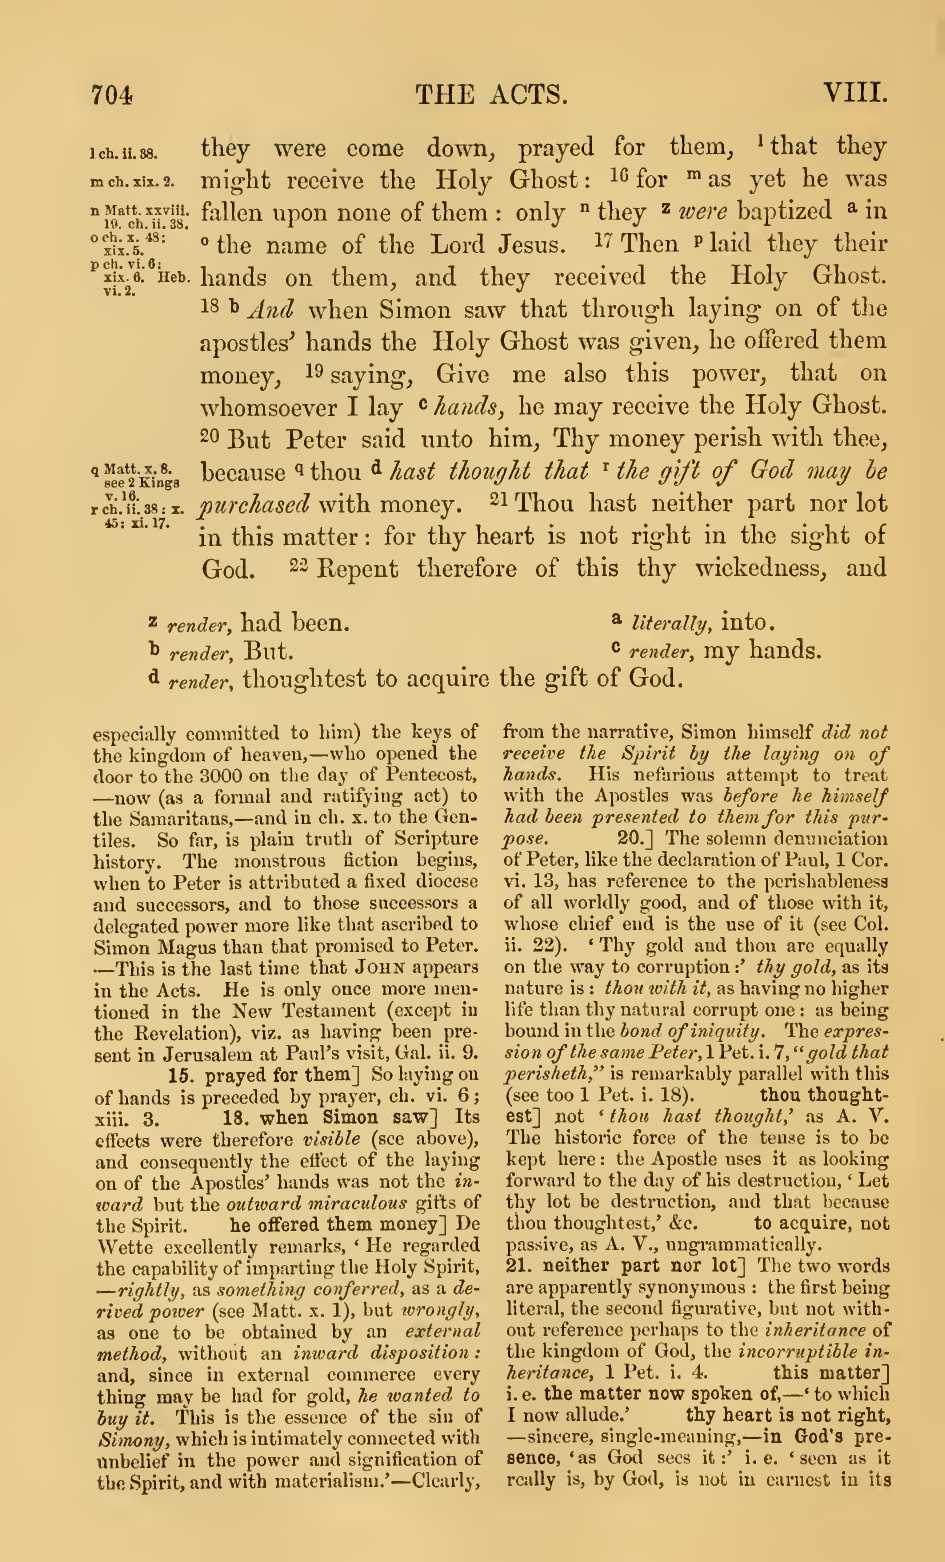 704 THE ACTS. VIII.
l ch. ii. 38.
m ch. xix. 2.
n Matt. xxviii.
19. ch. ii. 38.
o ch. x. 48:
xix. 5.
p ch. vi. 6:
xix. 6. Heb.
vi. 2.
q Matt. x. 8.
see 2 Kings
v. 16.
r ch. ii. 38: x.
45: xi. 17.
they were come down, prayed for them, l that they
might receive the Holy Ghost: 16 for m as yet he was
fallen upon none of them: only n they z were baptized a in
o the name of the Lord Jesus. 17 Then p laid they their
hands on them, and they received the Holy Ghost.
18 b And when Simon saw that through laying on of the
apostles' hands the Holy Ghost was given, he offered them
money, 19 saying, Give me also this power, that on
whomsoever I lay c hands, he may receive the Holy Ghost.
20 But Peter said unto him, Thy money perish with thee,
because q thou d hast thought that r the gift of God may be
purchased with money. 21 Thou hast neither part nor lot
in this matter: for thy heart is not right in the sight of
God. 22 Repent therefore of this thy wickedness, and
z render, had been.
a literally, into.
b render, But.
c render, my hands.
d render, thoughtest to acquire the gift of God.
especially committed to him) the keys of
the kingdom of heaven,—who opened the
door to the 3000 on the day of Pentecost,
—now (as a formal and ratifying act) to
the Samaritans,—and in ch. x. to the Gen-
tiles. So far, is plain truth of Scripture
history. The monstrous fiction begins,
when to Peter is attributed a fixed diocese
and successors, and to those successors a
delegated power more like that ascribed to
Simon Magus than that promised to Peter.
—This is the last time that JOHN appears
in the Acts. He is only once more men-
tioned in the New Testament (except in
the Revelation), viz. as having been pre-
sent in Jerusalem at Paul's visit, Gal. ii. 9.
15. prayed for them] So laying on
of hands is preceded by prayer, ch. vi. 6;
xiii. 3. 18. when Simon saw] Its
effects were therefore visible (see above),
and consequently the effect of the laying
on of the Apostles' hands was not the in-
ward but the outward miraculous gifts of
the Spirit. he offered them money] De
Wette excellently remarks, 'He regarded
the capability of imparting the Holy Spirit,
—rightly, as something conferred, as a de-
rived power (see Matt. x. 1), but wrongly,
as one to be obtained by an external
method, without an inward disposition:
and, since in external commerce every
thing may be had for gold, he wanted to
buy it. This is the essence of the sin of
Simony, which is intimately connected with
unbelief in the power and signification of
the Spirit, and with materialism.'—Clearly,
from the narrative, Simon himself did not
receive the Spirit by the laying on of
hands. His nefarious attempt to treat
with the Apostles was before he himself
had been presented to them for this pur-
pose. 20.] The solemn denunciation
of Peter, like the declaration of Paul, 1 Cor.
vi. 13, has reference to the perishableness
of all worldly good, and of those with it,
whose chief end is the use of it (see Col.
ii. 22). 'Thy gold and thou are equally
on the way to corruption:' thy gold, as its
nature is: thou with it, as having no higher
life than thy natural corrupt one: as being
bound in the bond of iniquity. The expres-
sion of the same Peter, 1 Pet. i. 7, "gold that
perisheth," is remarkably parallel with this
(see too 1 Pet. i. 18). thou thought-
est] not 'thou hast thought,' as A. V.
The historic force of the tense is to be
kept here: the Apostle uses it as looking
forward to the day of his destruction, 'Let
thy lot be destruction, and that because
thou thoughtest,' &c. to acquire, not
passive, as A. V., ungrammatically.
21. neither part nor lot] The two words
are apparently synonymous: the first being
literal, the second figurative, but not with-
out reference perhaps to the inheritance of
the kingdom of God, the incorruptible in-
heritance, 1 Pet. i. 4. this matter]
i. e. the matter now spoken of,—'to which
I now allude.' thy heart is not right,
—sincere, single-meaning,—in God's pre-
sence, 'as God sees it:' i. e. 'seen as it
really is, by God, is not in earnest in its